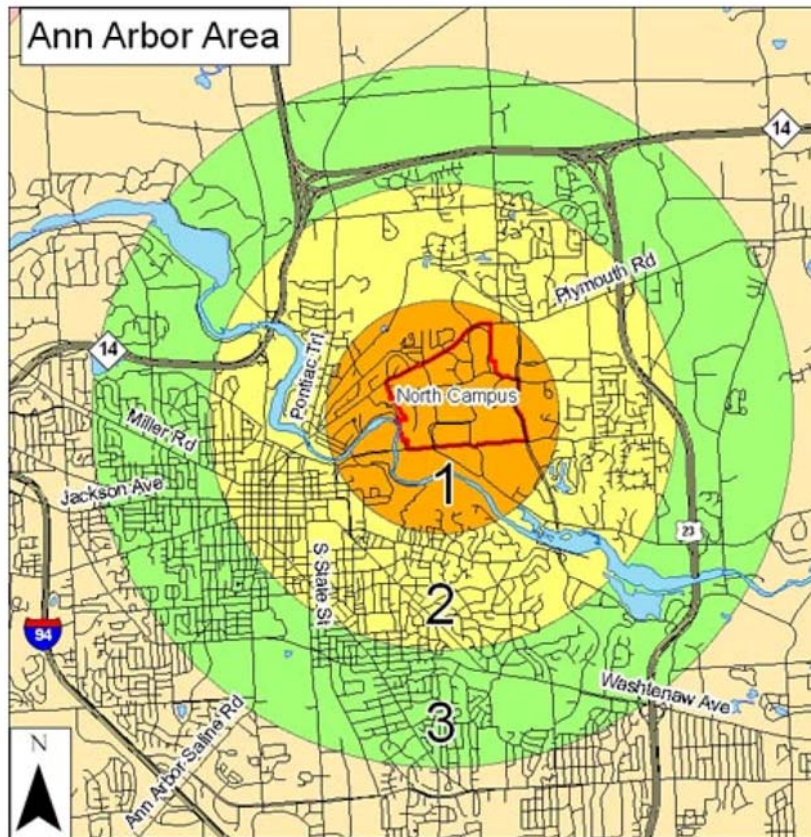 Ann Arbor Area
14
Plymouth Rd
14
Pontiac Trl
North Campus
Miller Rd
Jackson Ave
1
23
S State St
2
94
Washtenaw Ave
3
Ann Arbor Saline Rd
N